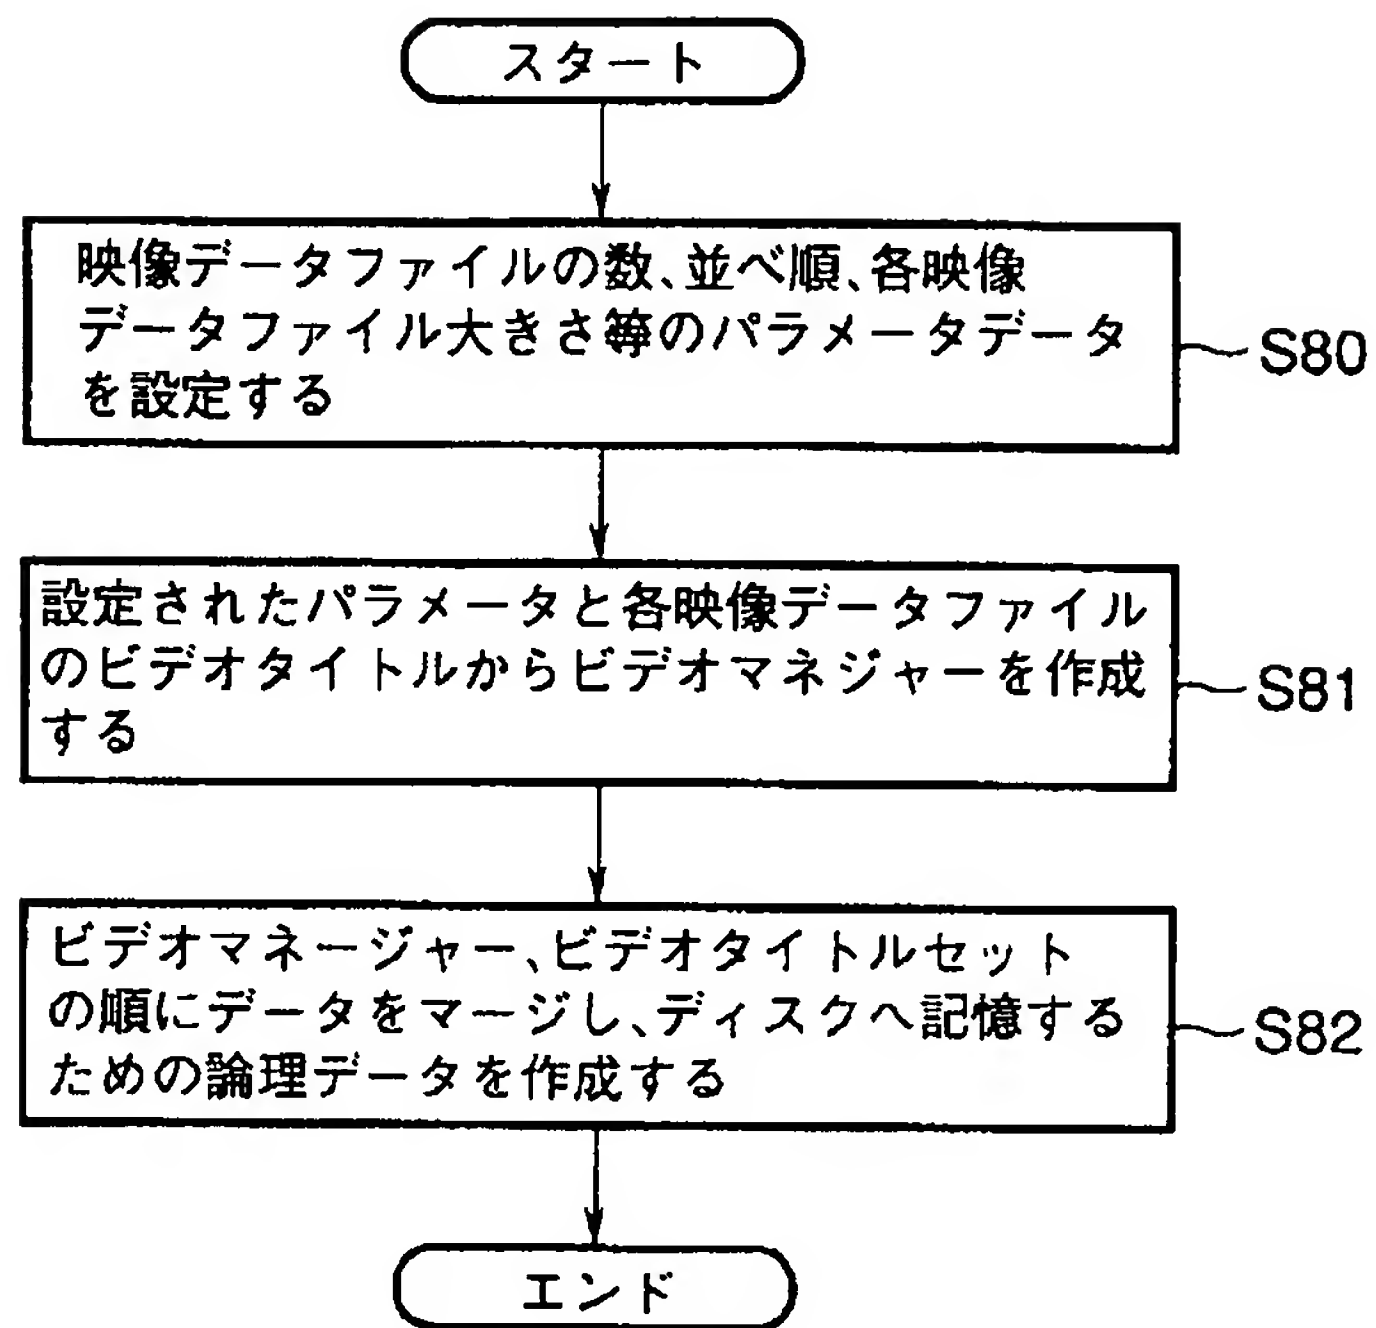 スタート
映像データファイルの数、並べ順、各映像
データファイル大きさ等のパラメータデータ
を設定する
S80
設定されたパラメータと各映像データファイル
のビデオタイトルからビデオマネジャーを作成
する
S81
ビデオマネージャー、ビデオタイトルセット
の順にデータをマージし、ディスクへ記憶する
ための論理データを作成する
S82
エンド